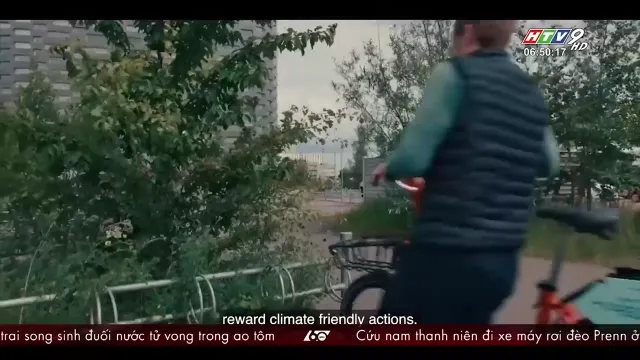 HTV9 HD
06:50:17
reward climate friendly actions.
trai song sinh đuối nước tử vong trong ao tôm 60 Cứu nam thanh niên đi xe máy rơi đèo Prenn ở